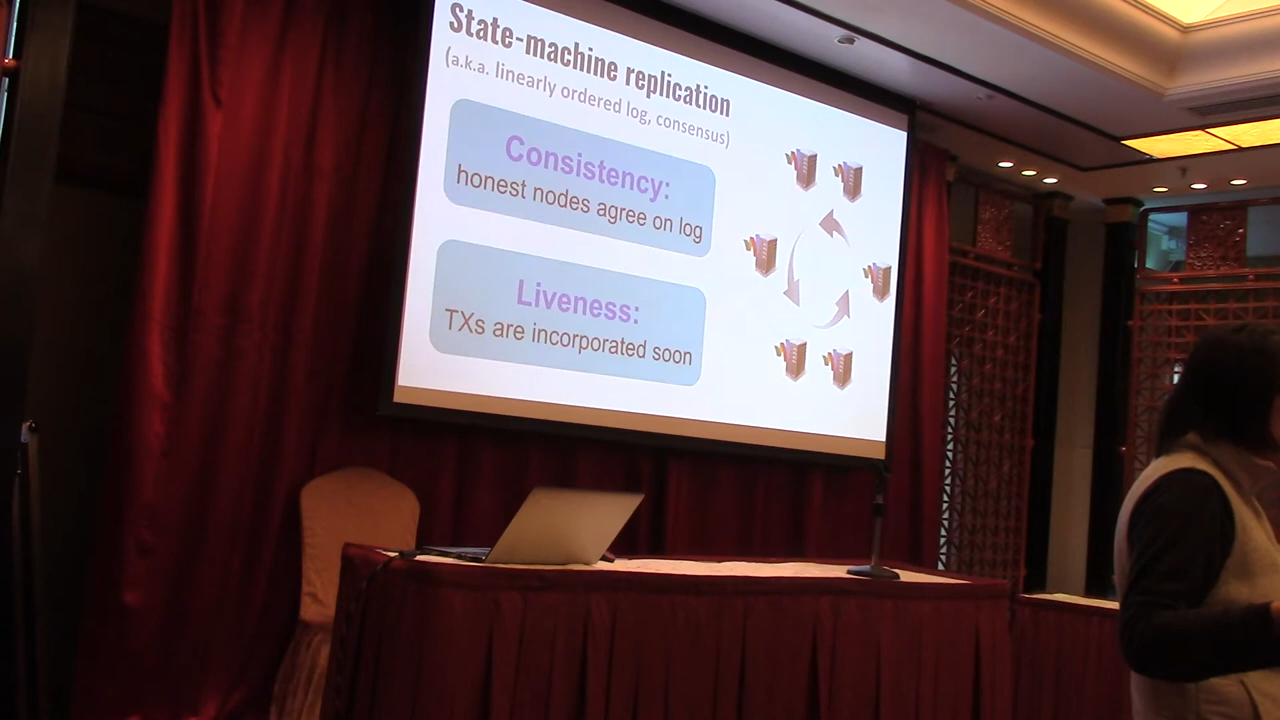 State-machine replication
(a.k.a. linearly ordered log, consensus)
Consistency:
honest nodes agree on log
Liveness:
TXs are incorporated soon